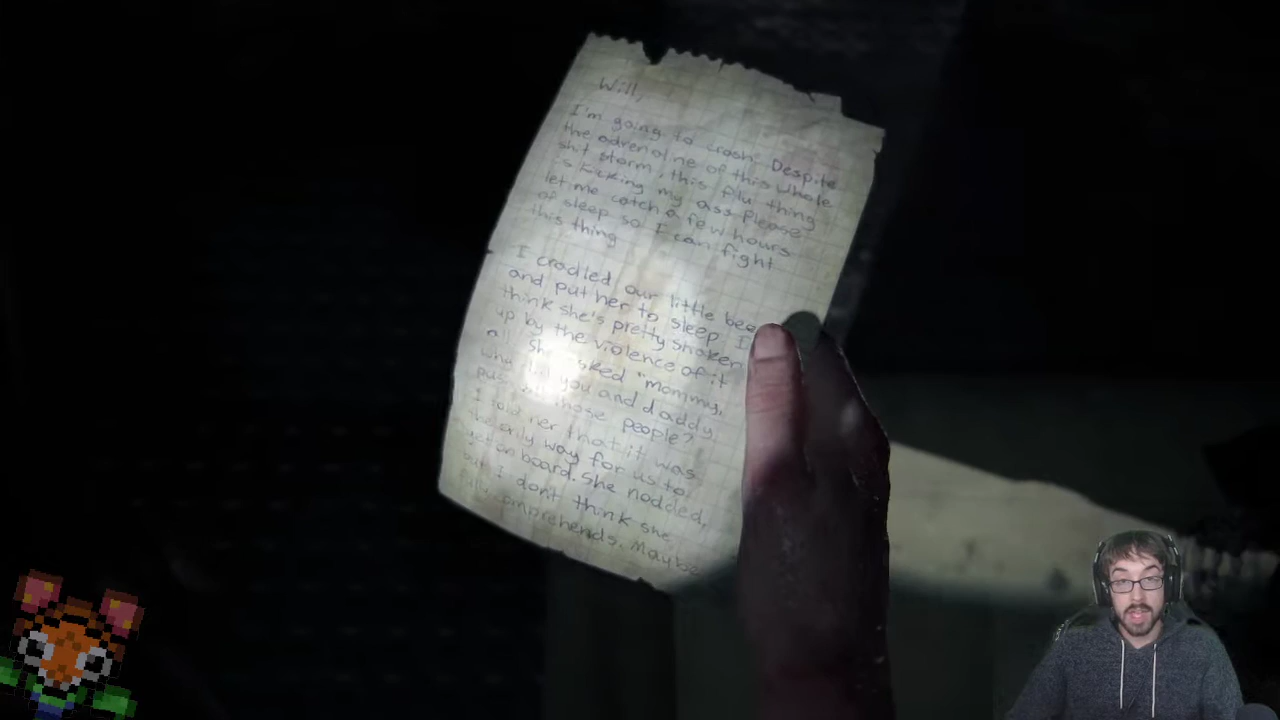 Will,
I'm going to crash. Despite
the adrenaline of this whole
shit storm, this flu thing
is kicking my ass. Please
let me catch a few hours
of sleep so I can fight
this thing
I cradled our little bee
and put her to sleep. I
think she's pretty shaken
up by the violence of it
all. She asked "mommy,
why did you and daddy
push all those people?
I told her that it was
the only way for us to
get on board. She nodded,
but I don't think she
fully comprehends. Maybe